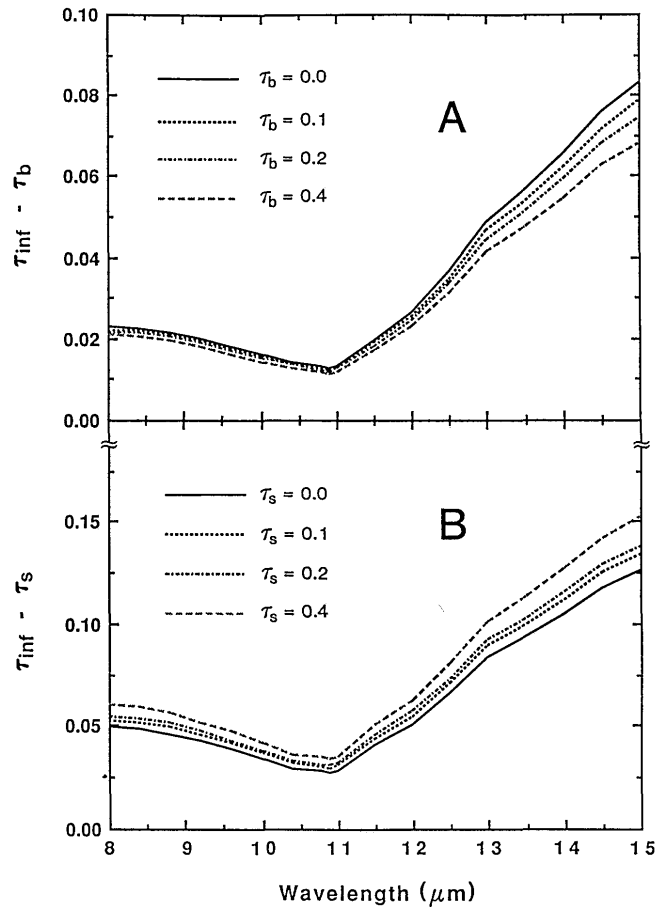 0.10
τb = 0.0
τb = 0.1
τb = 0.2
τb = 0.4
A
0.08
0.06
0.04
0.02
0.00
τinf - τb
τs = 0.0
τs = 0.1
τs = 0.2
τs = 0.4
B
0.15
0.10
0.05
0.00
τinf - τs
8 9 10 11 12 13 14 15
Wavelength (μm)